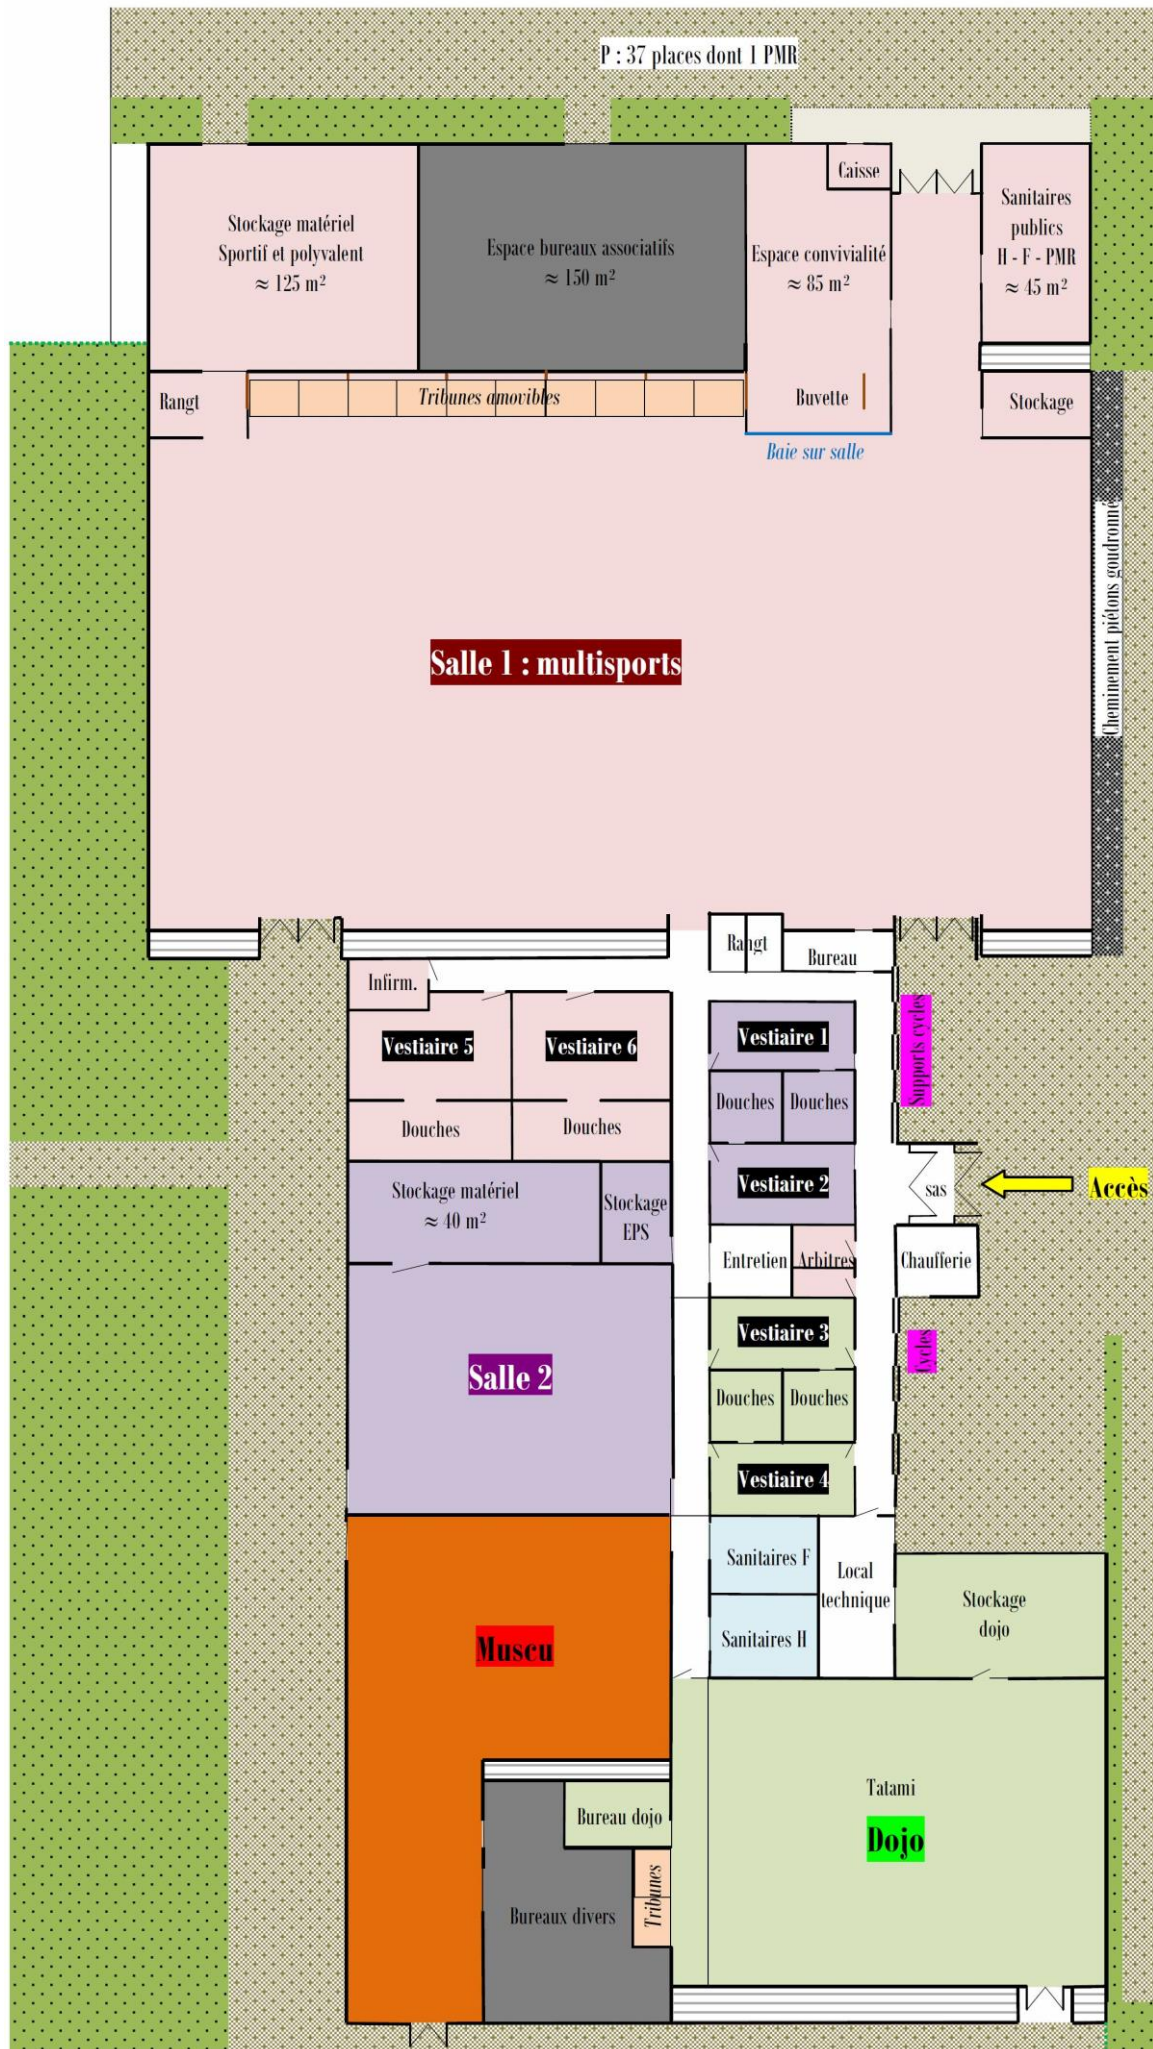 P : 37 places dont 1 PMR
Caisse
Stockage matériel
Sportif et polyvalent
≈ 125 m²
Espace bureaux associatifs
≈ 150 m²
Espace convivialité
≈ 85 m²
Sanitaires
publics
H - F - PMR
≈ 45 m²
Rangt
Tribunes amovibles
Buvette
Stockage
Baie sur salle
Cheminement piétons goudronné
Salle 1 : multisports
Rangt
Bureau
Infirm.
Vestiaire 5
Vestiaire 6
Vestiaire 1
Supports cycles
Douches
Douches
Douches
Douches
Stockage matériel
≈ 40 m²
Stockage
EPS
Vestiaire 2
sas
Accès
Entretien
Arbitres
Chaufferie
Vestiaire 3
Cycles
Salle 2
Douches
Douches
Vestiaire 4
Sanitaires F
Local
technique
Sanitaires H
Stockage
dojo
Muscu
Tatami
Dojo
Bureau dojo
Tribunes
Bureaux divers